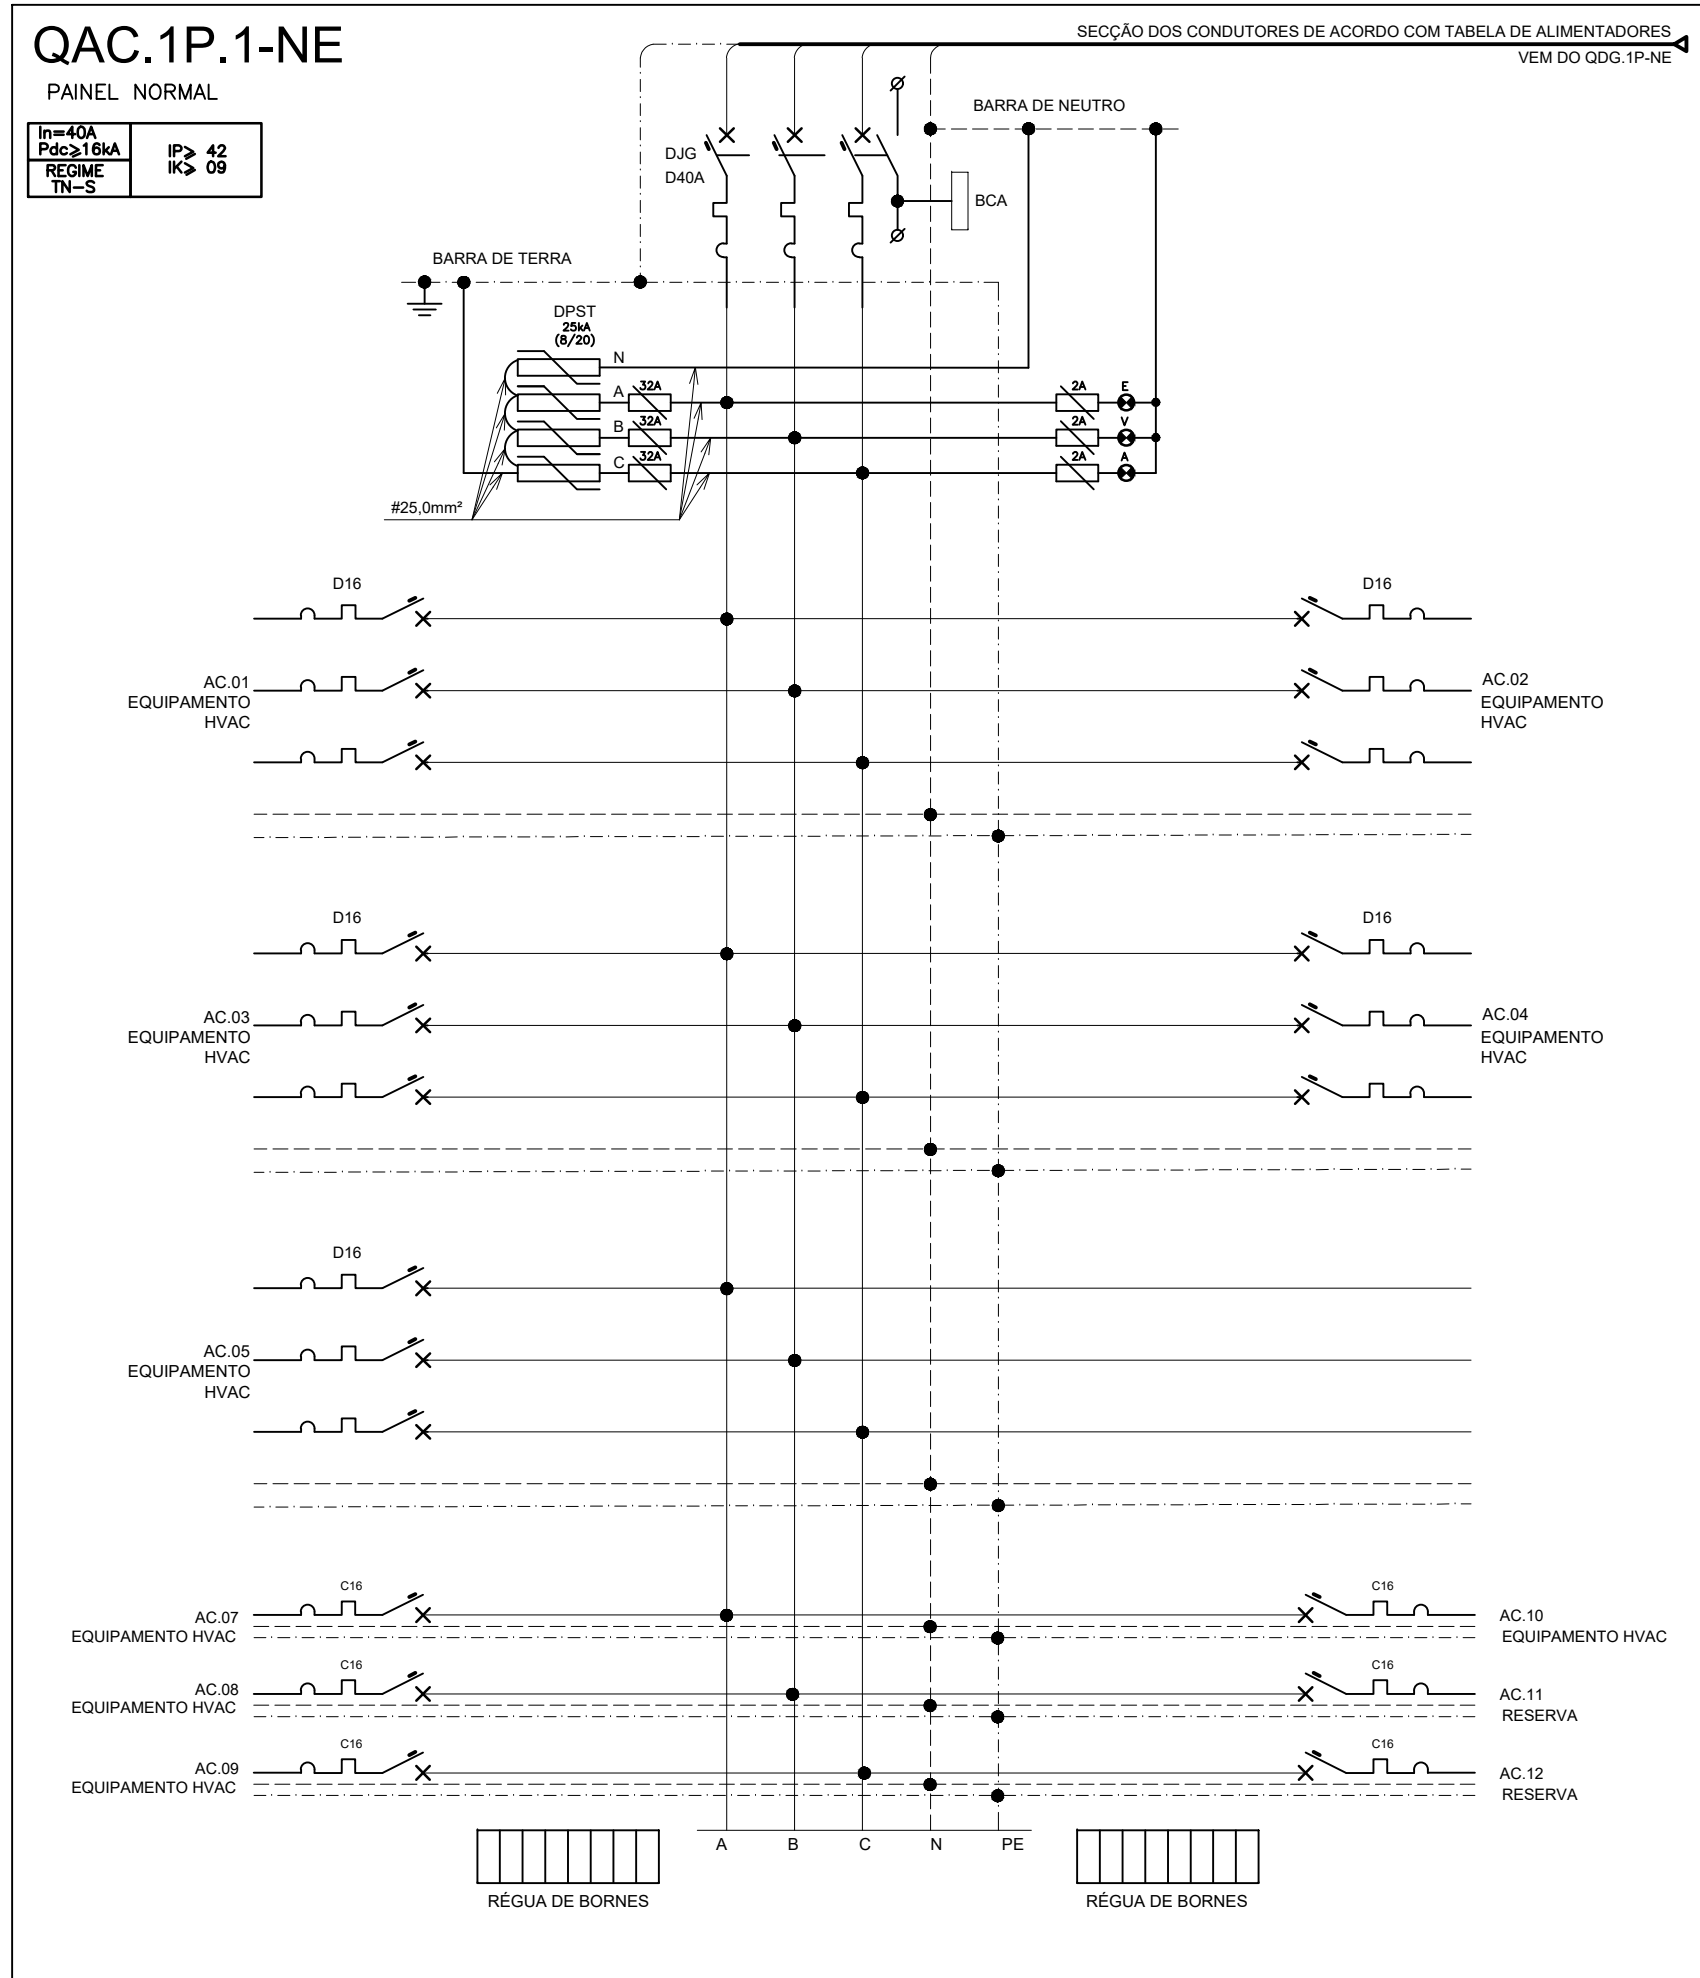 QAC.1P.1-NE
PAINEL NORMAL
In=40A
Pdc≥16kA
REGIME
TN-S
IP≥ 42
IK≥ 09
SECÇÃO DOS CONDUTORES DE ACORDO COM TABELA DE ALIMENTADORES
VEM DO QDG.1P-NE
BARRA DE NEUTRO
DJG
D40A
BCA
BARRA DE TERRA
DPST
25kA
(8/20)
N
A 32A 2A E
B 32A 2A V
C 32A 2A A
#25,0mm²
D16 D16
AC.01
EQUIPAMENTO
HVAC
AC.02
EQUIPAMENTO
HVAC
D16 D16
AC.03
EQUIPAMENTO
HVAC
AC.04
EQUIPAMENTO
HVAC
D16
AC.05
EQUIPAMENTO
HVAC
C16 C16
AC.07
EQUIPAMENTO HVAC
AC.10
EQUIPAMENTO HVAC
C16 C16
AC.08
EQUIPAMENTO HVAC
AC.11
RESERVA
C16 C16
AC.09
EQUIPAMENTO HVAC
AC.12
RESERVA
A B C N PE
RÉGUA DE BORNES RÉGUA DE BORNES